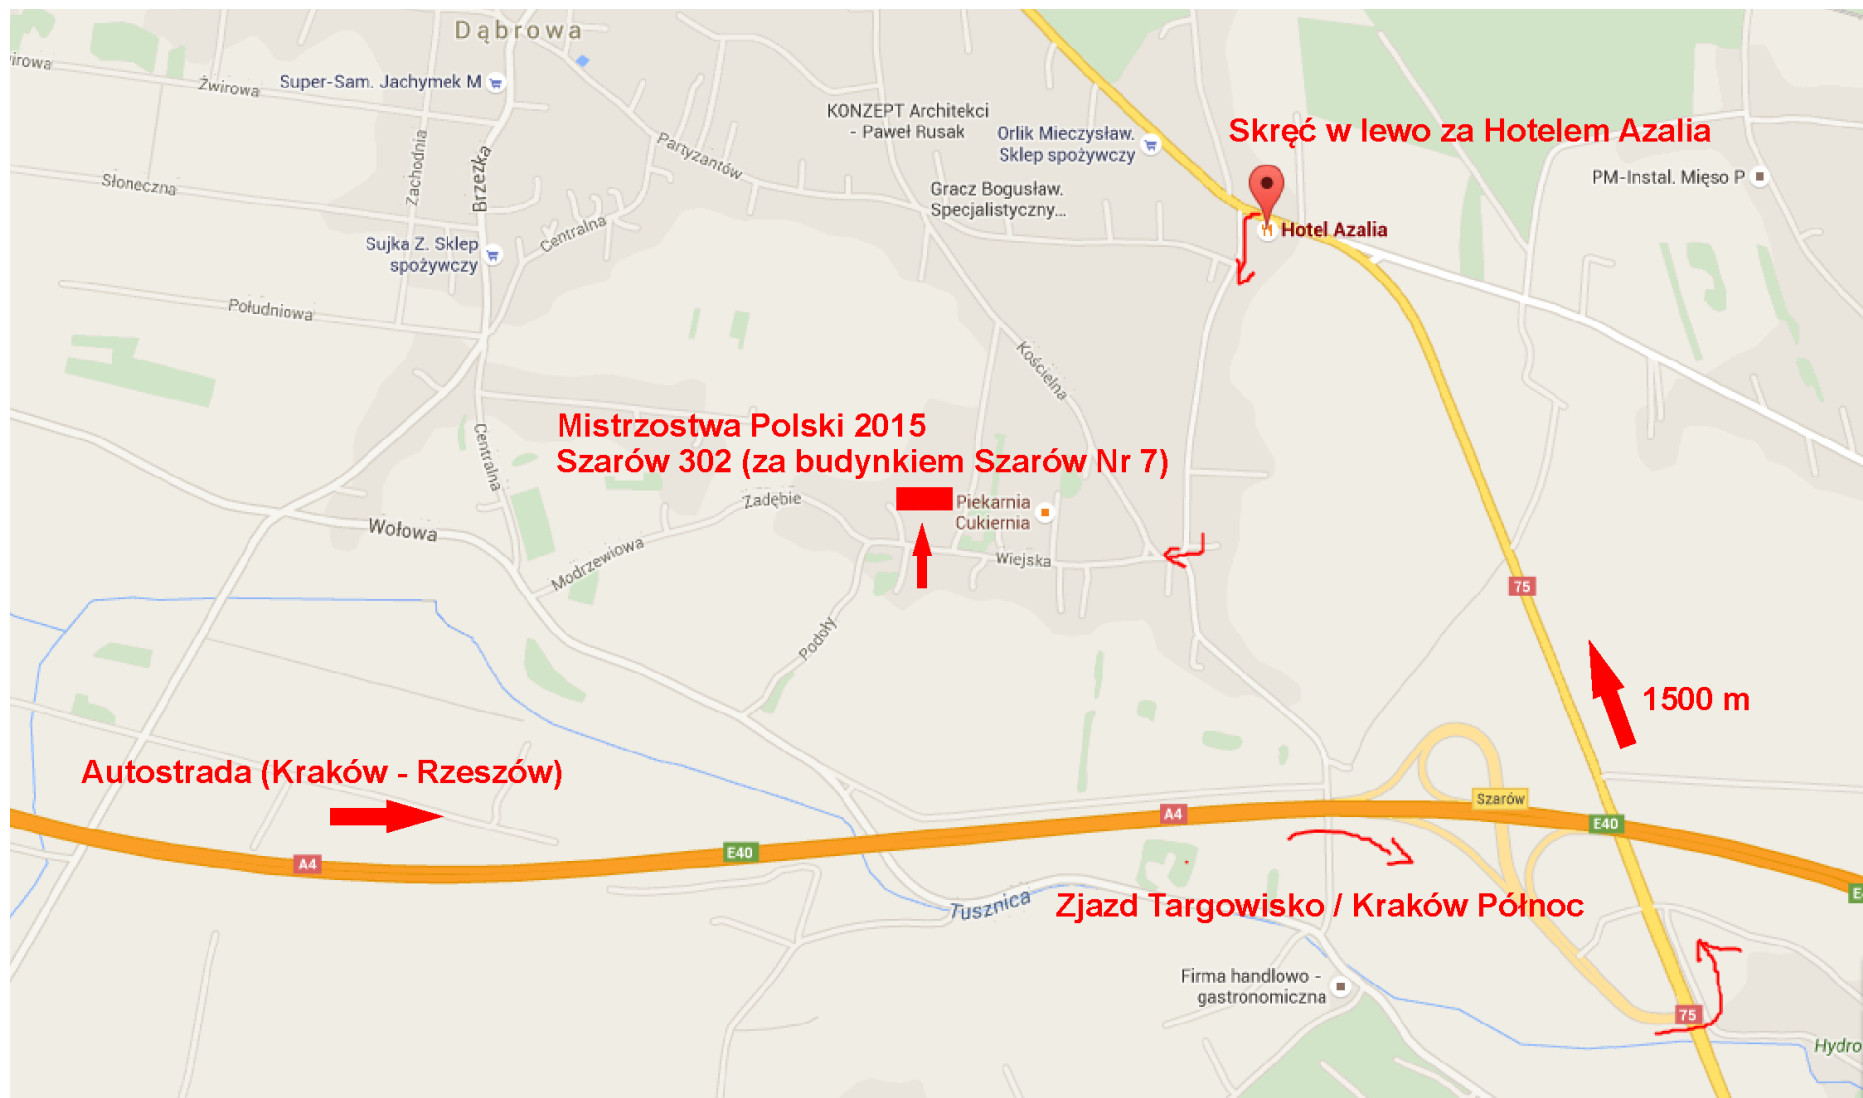 Dąbrowa
Super-Sam. Jachymek M
Żwirowa
Zachodnia
Brzezka
Słoneczna
Partyzantów
Centralna
KONZEPT Architekci
- Paweł Rusak
Orlik Mieczysław.
Sklep spożywczy
Gracz Bogusław.
Specjalistyczny...
Skręć w lewo za Hotelem Azalia
PM-Instal. Mięso P
Hotel Azalia
Sujka Z. Sklep
spożywczy
Południowa
Kościelna
Centralna
Mistrzostwa Polski 2015
Szarów 302 (za budynkiem Szarów Nr 7)
Zadębie
Piekarnia
Cukiernia
Wołowa
Modrzewiowa
Wiejska
75
Podoły
1500 m
Autostrada (Kraków - Rzeszów)
Szarów
A4
E40
E40
A4
Tusznica
Zjazd Targowisko / Kraków Północ
Firma handlowo -
gastronomiczna
75